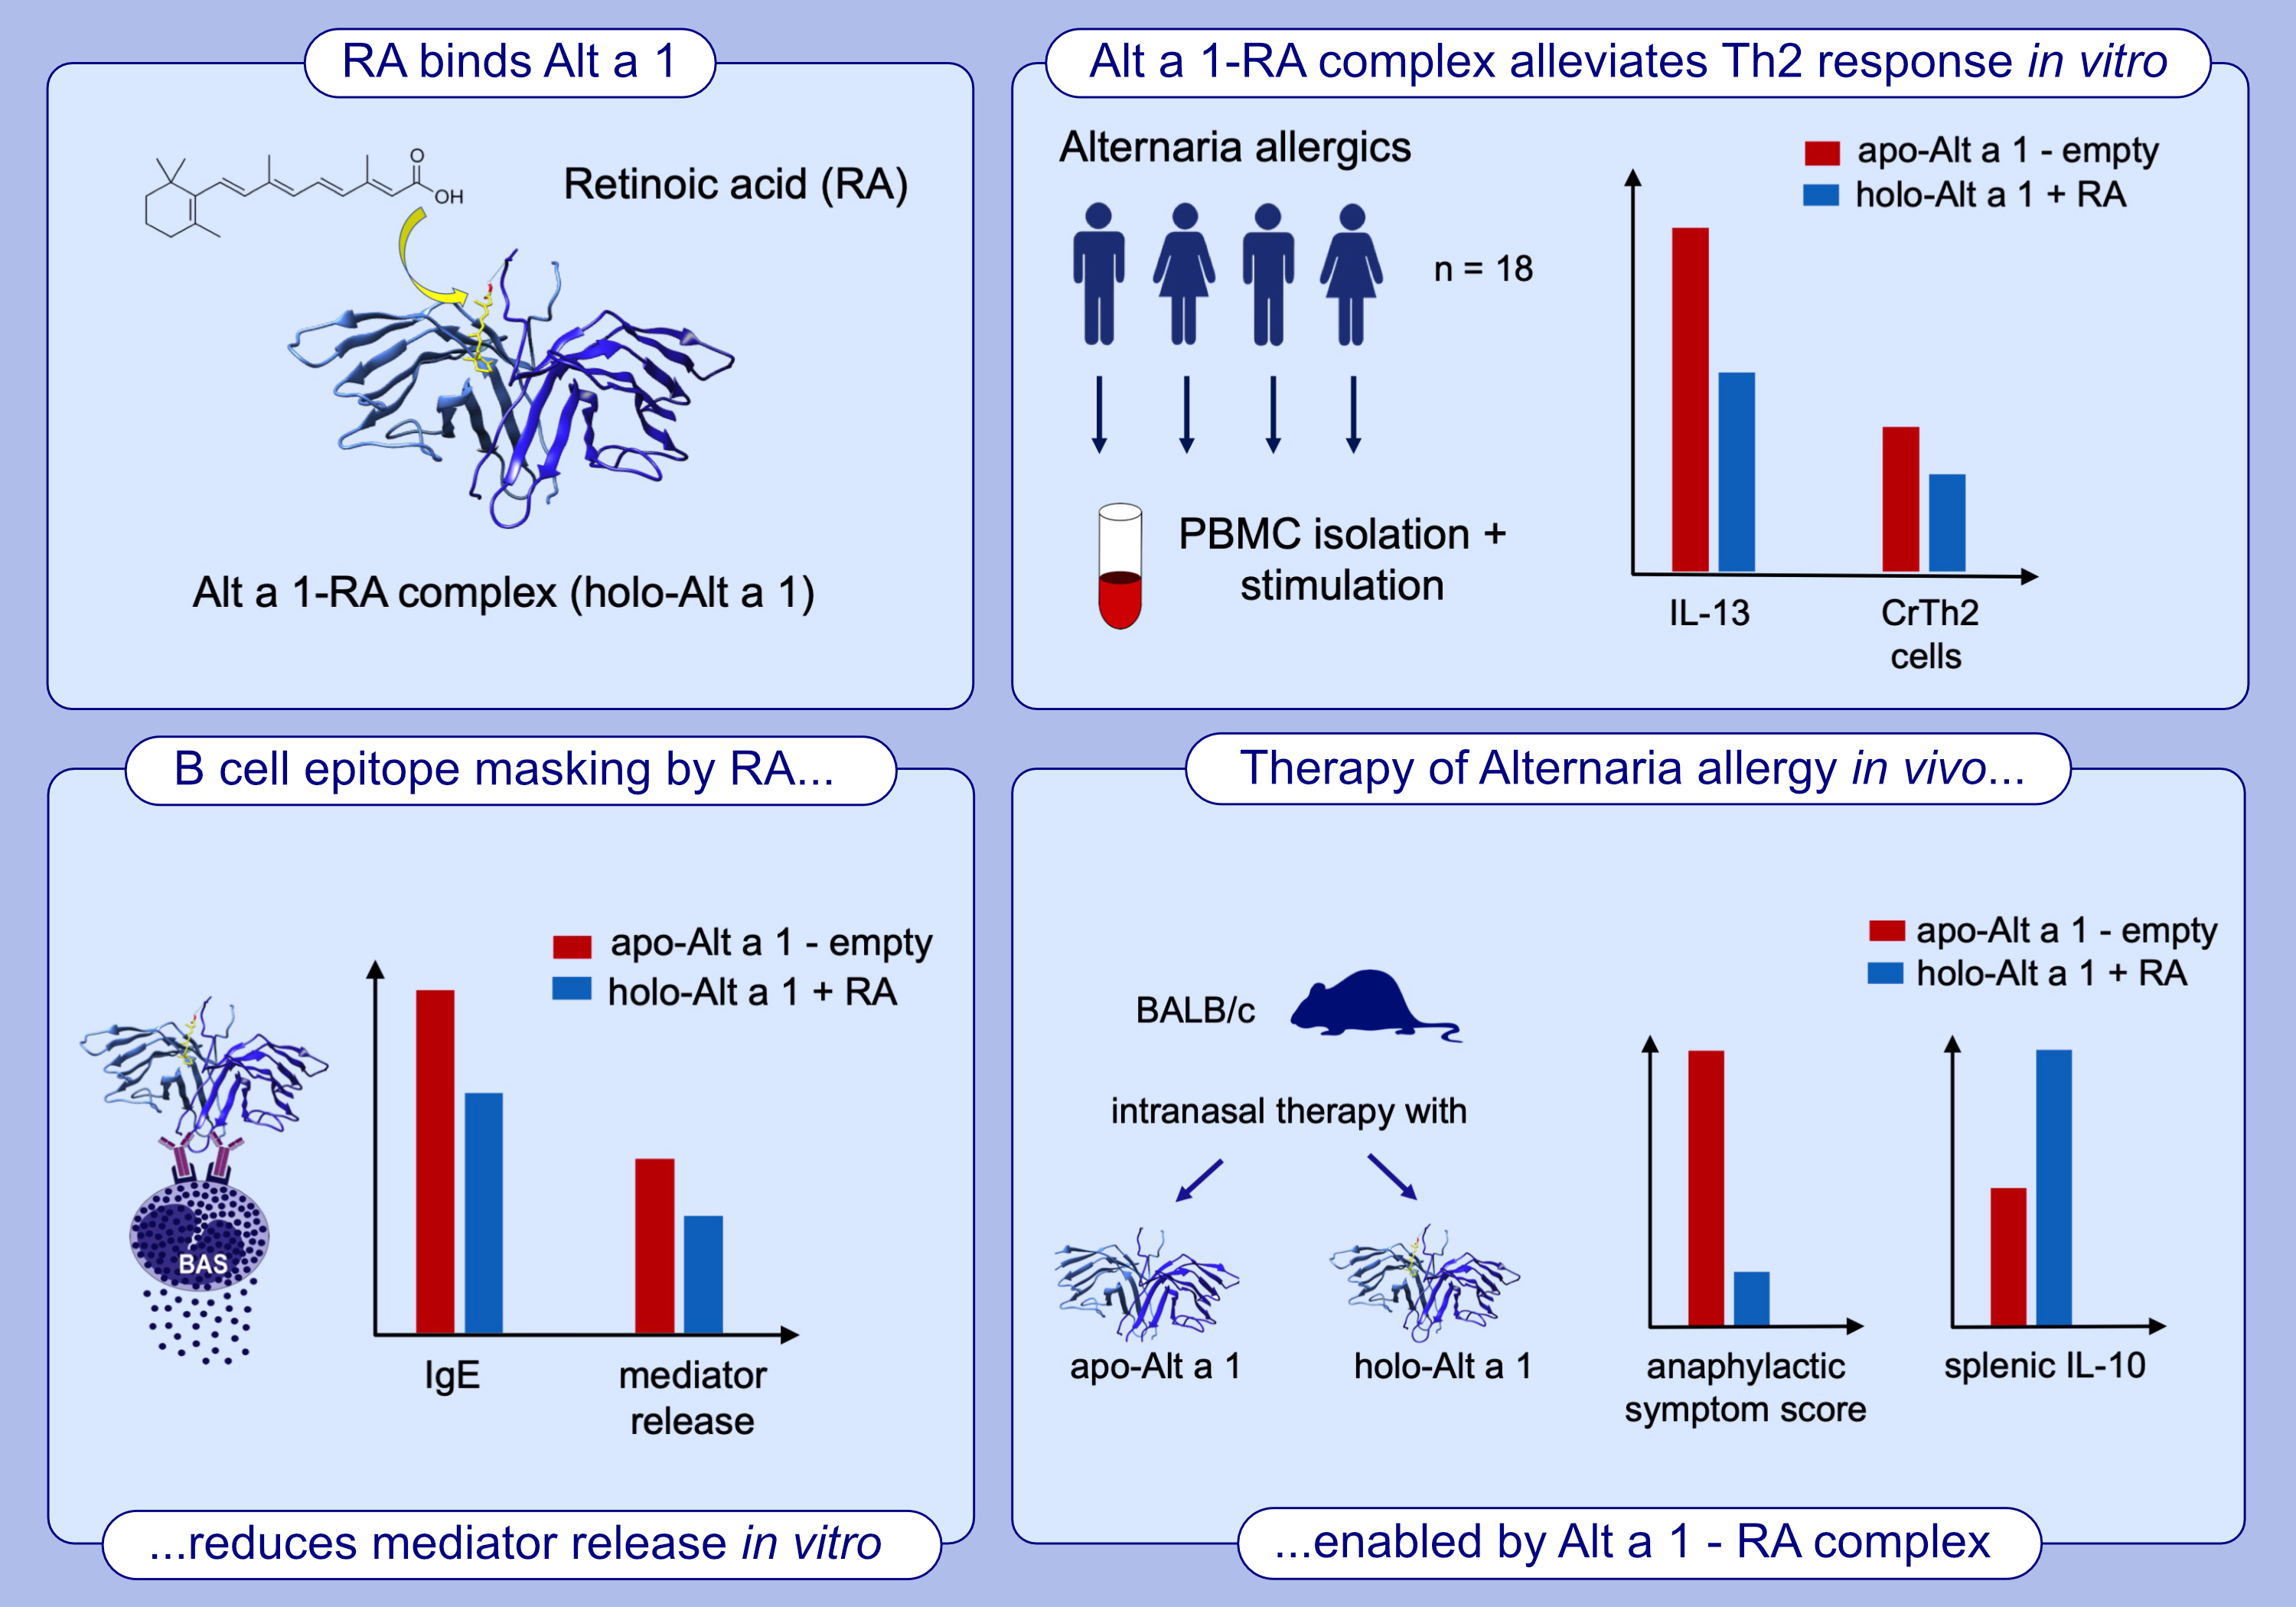 RA binds Alt a 1
O
OH
Retinoic acid (RA)
Alt a 1-RA complex (holo-Alt a 1)
Alt a 1-RA complex alleviates Th2 response in vitro
Alternaria allergics
n = 18
PBMC isolation +
stimulation
apo-Alt a 1 - empty
holo-Alt a 1 + RA
IL-13
CrTh2
cells
B cell epitope masking by RA...
apo-Alt a 1 - empty
holo-Alt a 1 + RA
BAS
IgE
mediator
release
...reduces mediator release in vitro
Therapy of Alternaria allergy in vivo...
apo-Alt a 1 - empty
holo-Alt a 1 + RA
BALB/c
intranasal therapy with
apo-Alt a 1
holo-Alt a 1
anaphylactic
symptom score
splenic IL-10
...enabled by Alt a 1 - RA complex